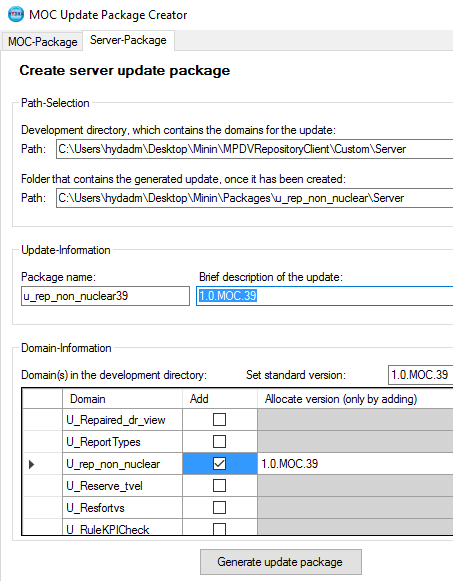 MOC Update Package Creator
MOC-Package Server-Package
Create server update package
Path-Selection
Development directory, which contains the domains for the update:
Path: C:\Users\hydadm\Desktop\Minin\MPDVRepositoryClient\Custom\Server
Folder that contains the generated update, once it has been created:
Path: C:\Users\hydadm\Desktop\Minin\Packages\u_rep_non_nuclear\Server
Update-Information
Package name: Brief description of the update:
u_rep_non_nuclear39 1.0.MOC.39
Domain-Information
Domain(s) in the development directory: Set standard version: 1.0.MOC.39
Domain Add Allocate version (only by adding)
U_Repaired_dr_view
U_ReportTypes
U_rep_non_nuclear 1.0.MOC.39
U_Reserve_tvel
U_Resfortvs
U_RuleKPICheck
Generate update package